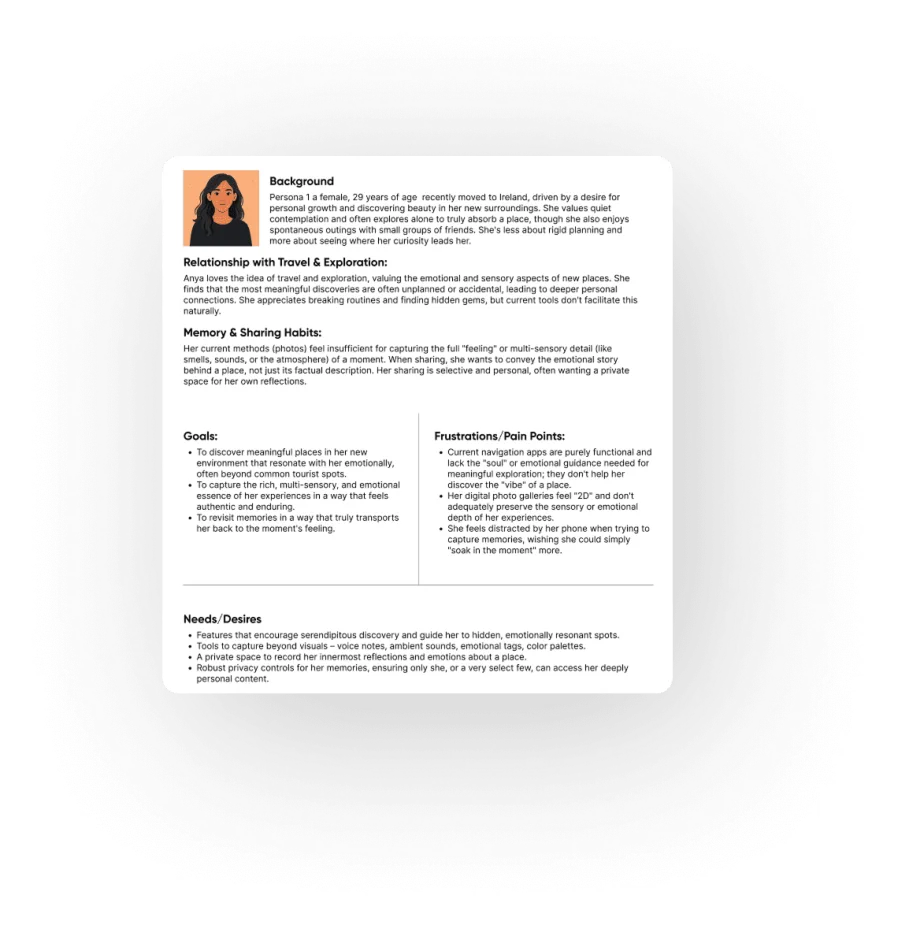 Background
Persona 1 a female, 29 years of age  recently moved to Ireland, driven by a desire for
personal growth and discovering beauty in her new surroundings. She values quiet
contemplation and often explores alone to truly absorb a place, though she also enjoys
spontaneous outings with small groups of friends. She's less about rigid planning and
more about seeing where her curiosity leads her.
Relationship with Travel & Exploration:
Anya loves the idea of travel and exploration, valuing the emotional and sensory aspects of new places. She
finds that the most meaningful discoveries are often unplanned or accidental, leading to deeper personal
connections. She appreciates breaking routines and finding hidden gems, but current tools don't facilitate this
naturally.
Memory & Sharing Habits:
Her current methods (photos) feel insufficient for capturing the full "feeling" or multi-sensory detail (like
smells, sounds, or the atmosphere) of a moment. When sharing, she wants to convey the emotional story
behind a place, not just its factual description. Her sharing is selective and personal, often wanting a private
space for her own reflections.
Goals:
• To discover meaningful places in her new
environment that resonate with her emotionally,
often beyond common tourist spots.
• To capture the rich, multi-sensory, and emotional
essence of her experiences in a way that feels
authentic and enduring.
• To revisit memories in a way that truly transports
her back to the moment's feeling.
Frustrations/Pain Points:
• Current navigation apps are purely functional and
lack the "soul" or emotional guidance needed for
meaningful exploration; they don't help her
discover the "vibe" of a place.
• Her digital photo galleries feel "2D" and don't
adequately preserve the sensory or emotional
depth of her experiences.
• She feels distracted by her phone when trying to
capture memories, wishing she could simply
"soak in the moment" more.
Needs/Desires
• Features that encourage serendipitous discovery and guide her to hidden, emotionally resonant spots.
• Tools to capture beyond visuals – voice notes, ambient sounds, emotional tags, color palettes.
• A private space to record her innermost reflections and emotions about a place.
• Robust privacy controls for her memories, ensuring only she, or a very select few, can access her deeply
personal content.